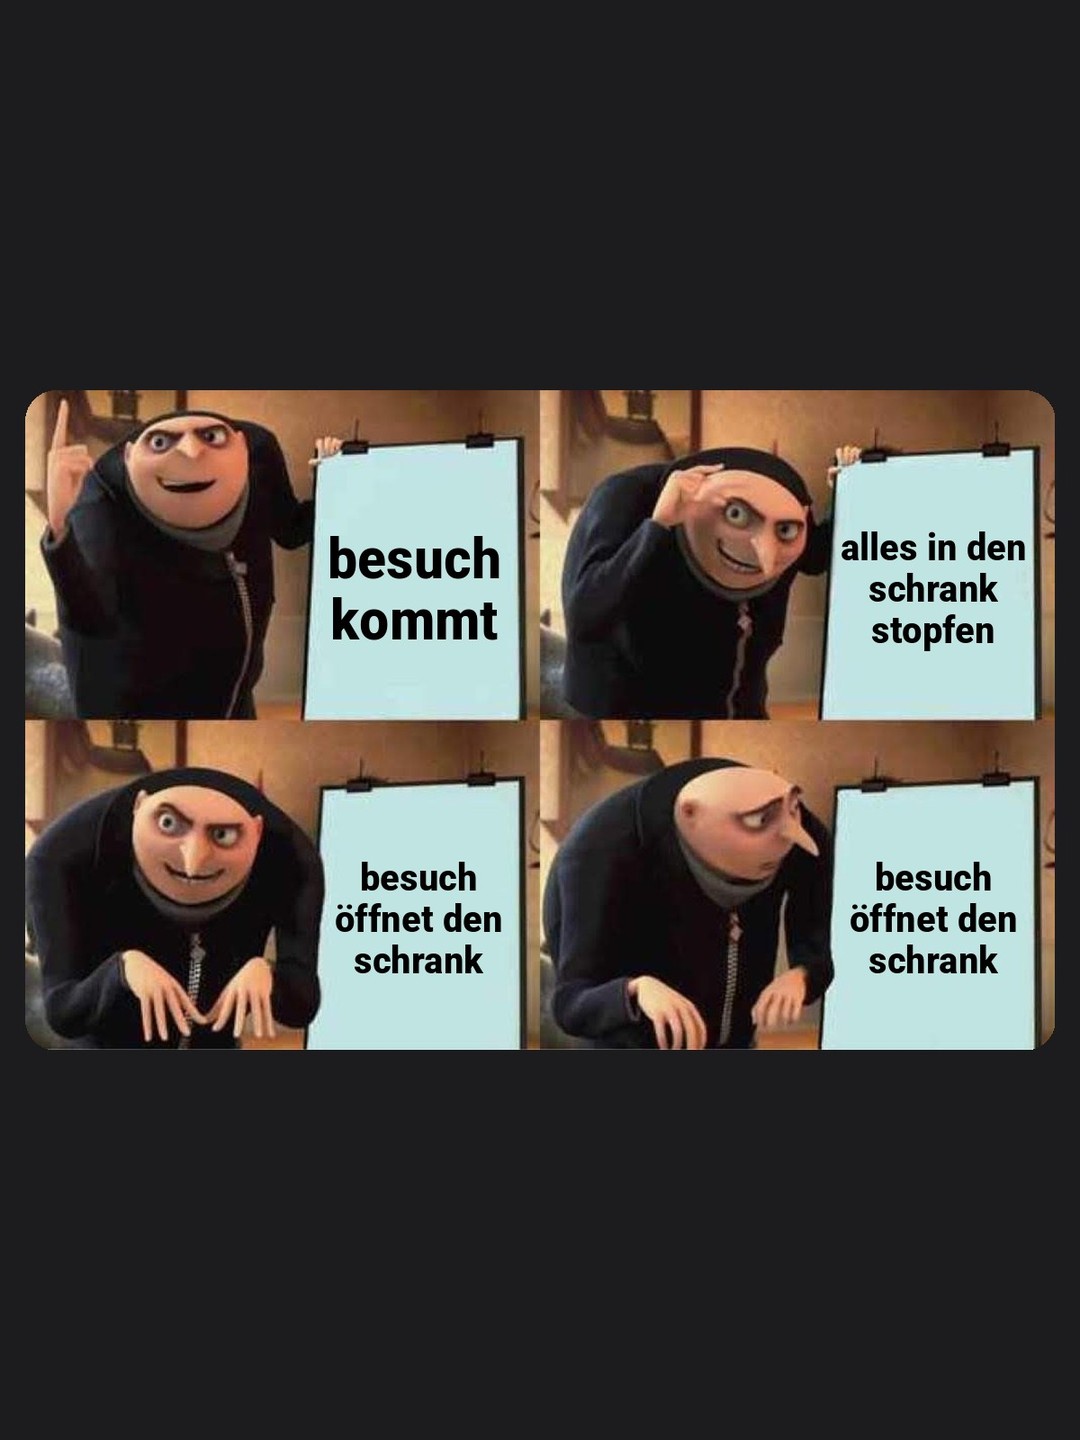 besuch
kommt
alles in den
schrank
stopfen
besuch
öffnet den
schrank
besuch
öffnet den
schrank